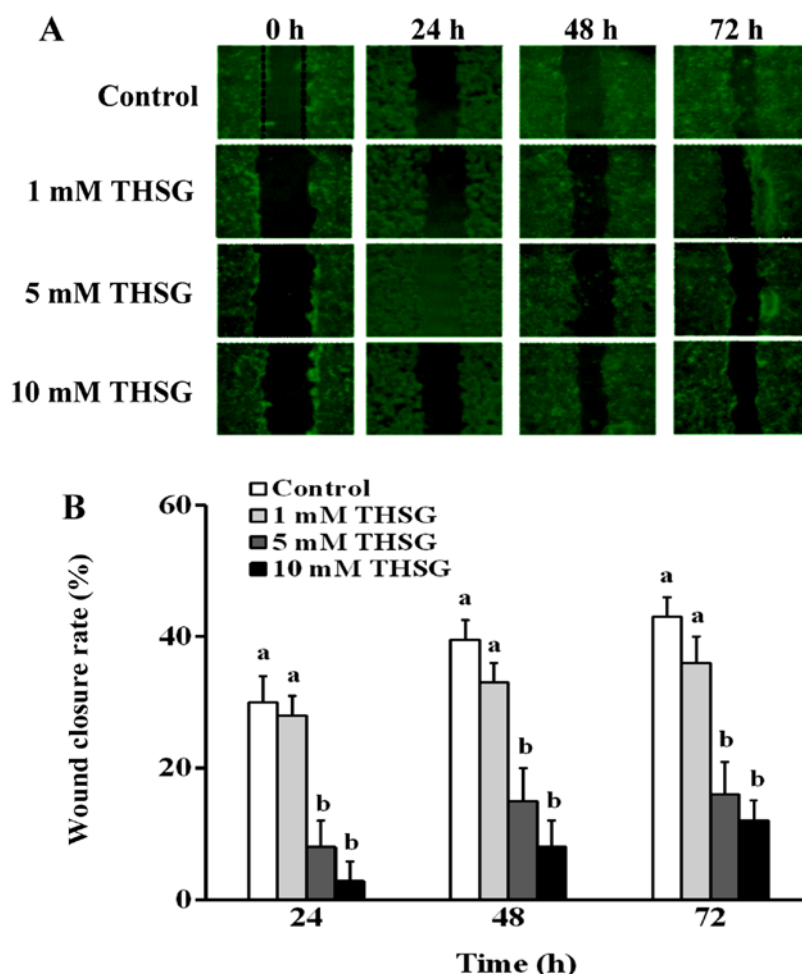 A
0 h 24 h 48 h 72 h
Control
1 mM THSG
5 mM THSG
10 mM THSG
B
Control
1 mM THSG
5 mM THSG
10 mM THSG
Wound closure rate (%)
60
40
20
0
a a b b
a a b b
a a b b
24 48 72
Time (h)